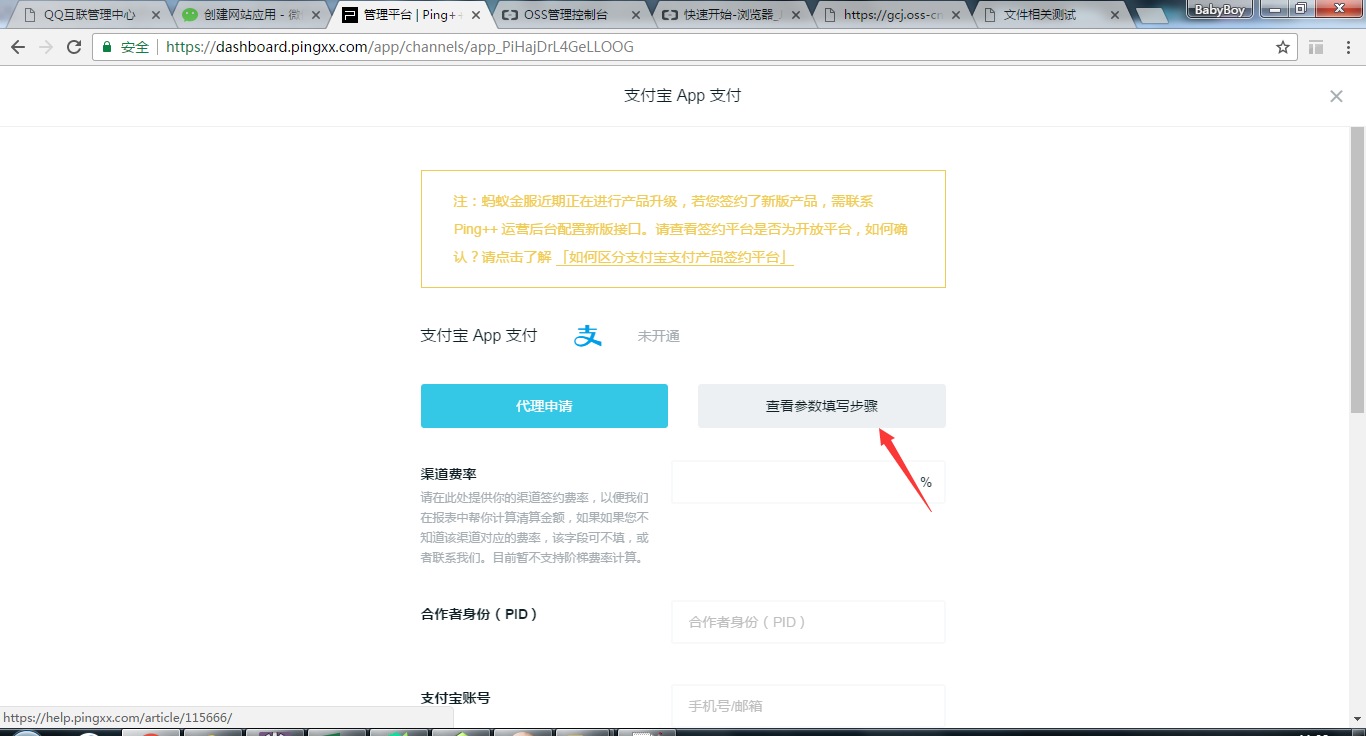 QQ互联管理中心
创建网站应用 - 微
管理平台 | Ping+
OSS管理控制台
快速开始-浏览器_
https://gcj.oss-cn
文件相关测试
BabyBoy
安全
https://dashboard.pingxx.com/app/channels/app_PiHajDrL4GeLLOOG
支付宝 App 支付
注：蚂蚁金服近期正在进行产品升级，若您签约了新版产品，需联系
Ping++ 运营后台配置新版接口。请查看签约平台是否为开放平台，如何确
认？请点击了解 「如何区分支付宝支付产品签约平台」
支付宝 App 支付
支
未开通
代理申请
查看参数填写步骤
渠道费率
%
请在此处提供你的渠道签约费率，以便我们
在报表中帮你计算清算金额，如果如果您不
知道该渠道对应的费率，该字段可不填，或
者联系我们。目前暂不支持阶梯费率计算。
合作者身份（PID）
合作者身份（PID）
支付宝账号
手机号/邮箱
https://help.pingxx.com/article/115666/